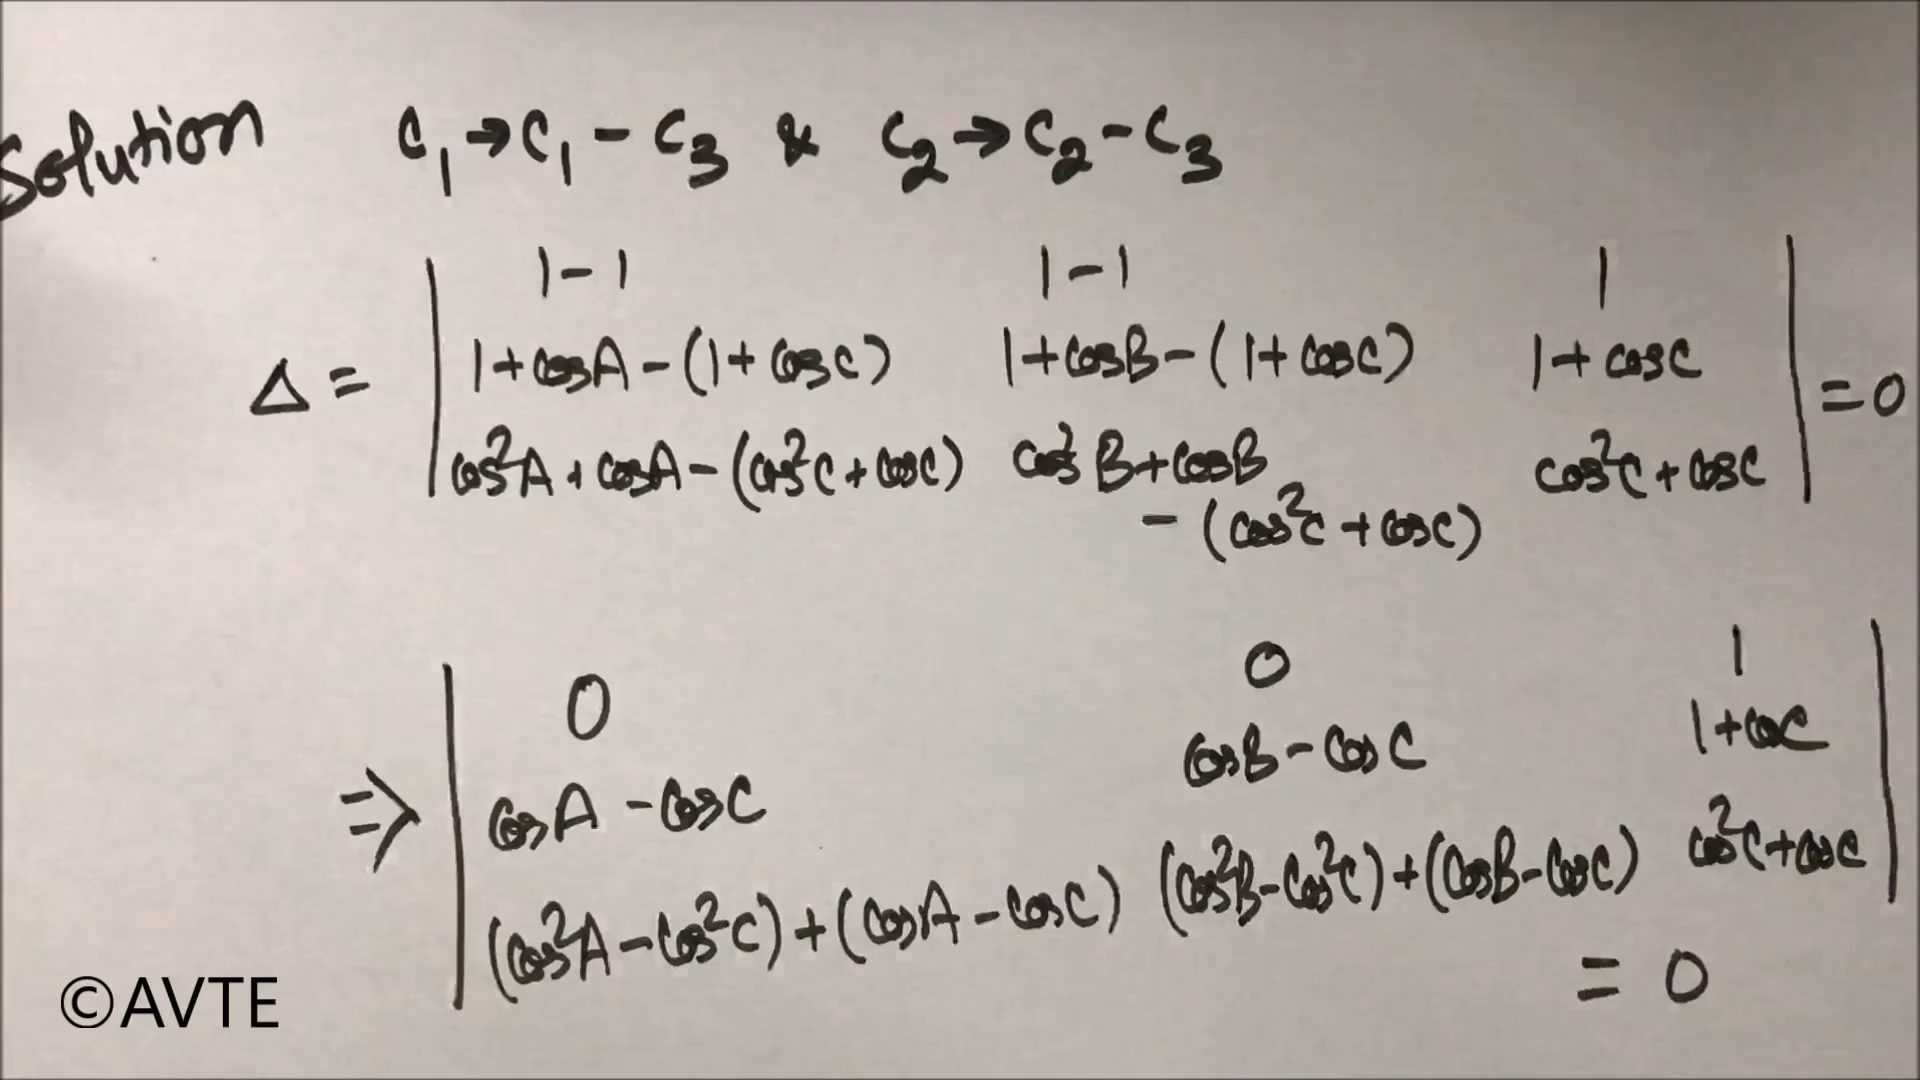 Solution C₁→C₁-C₃ & C₂→C₂-C₃
1-1 1-1 1
Δ = | 1+cosA-(1+cosC) 1+cosB-(1+cosC) 1+cosC | =0
cos²A+cosA-(cos²C+cosC) cos²B+cosB cos²C+cosC
-(cos²C+cosC)
0 0 1
⇒ | cosA-cosC cosB-cosC 1+cosC |
(cos²A-cos²C)+(cosA-cosC) (cos²B-cos²C)+(cosB-cosC) cos²C+cosC
= 0
©AVTE